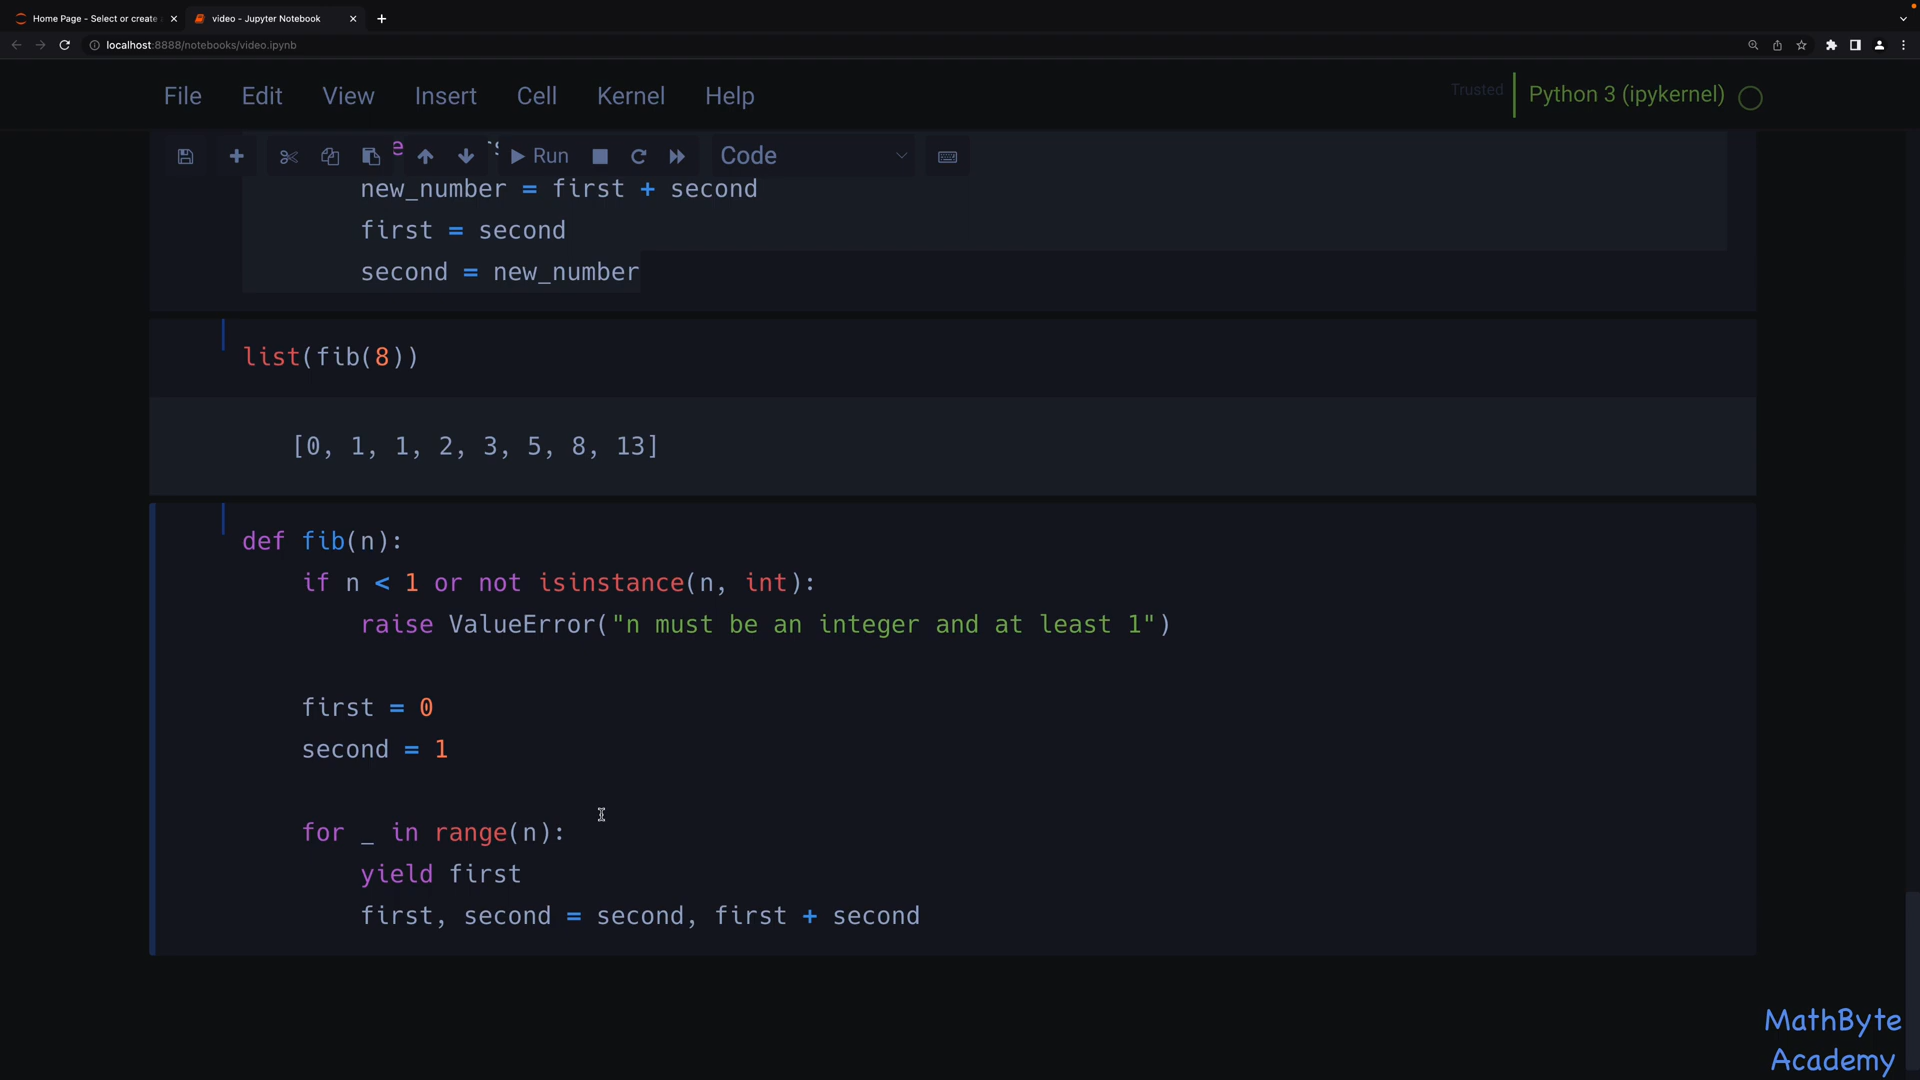 Home Page - Select or create
video - Jupyter Notebook
localhost:8888/notebooks/video.ipynb
File Edit View Insert Cell Kernel Help
Trusted
Python 3 (ipykernel)
Run
Code
new_number = first + second
first = second
second = new_number
list(fib(8))
[0, 1, 1, 2, 3, 5, 8, 13]
def fib(n):
if n < 1 or not isinstance(n, int):
raise ValueError("n must be an integer and at least 1")
first = 0
second = 1
for _ in range(n):
yield first
first, second = second, first + second
MathByte
Academy